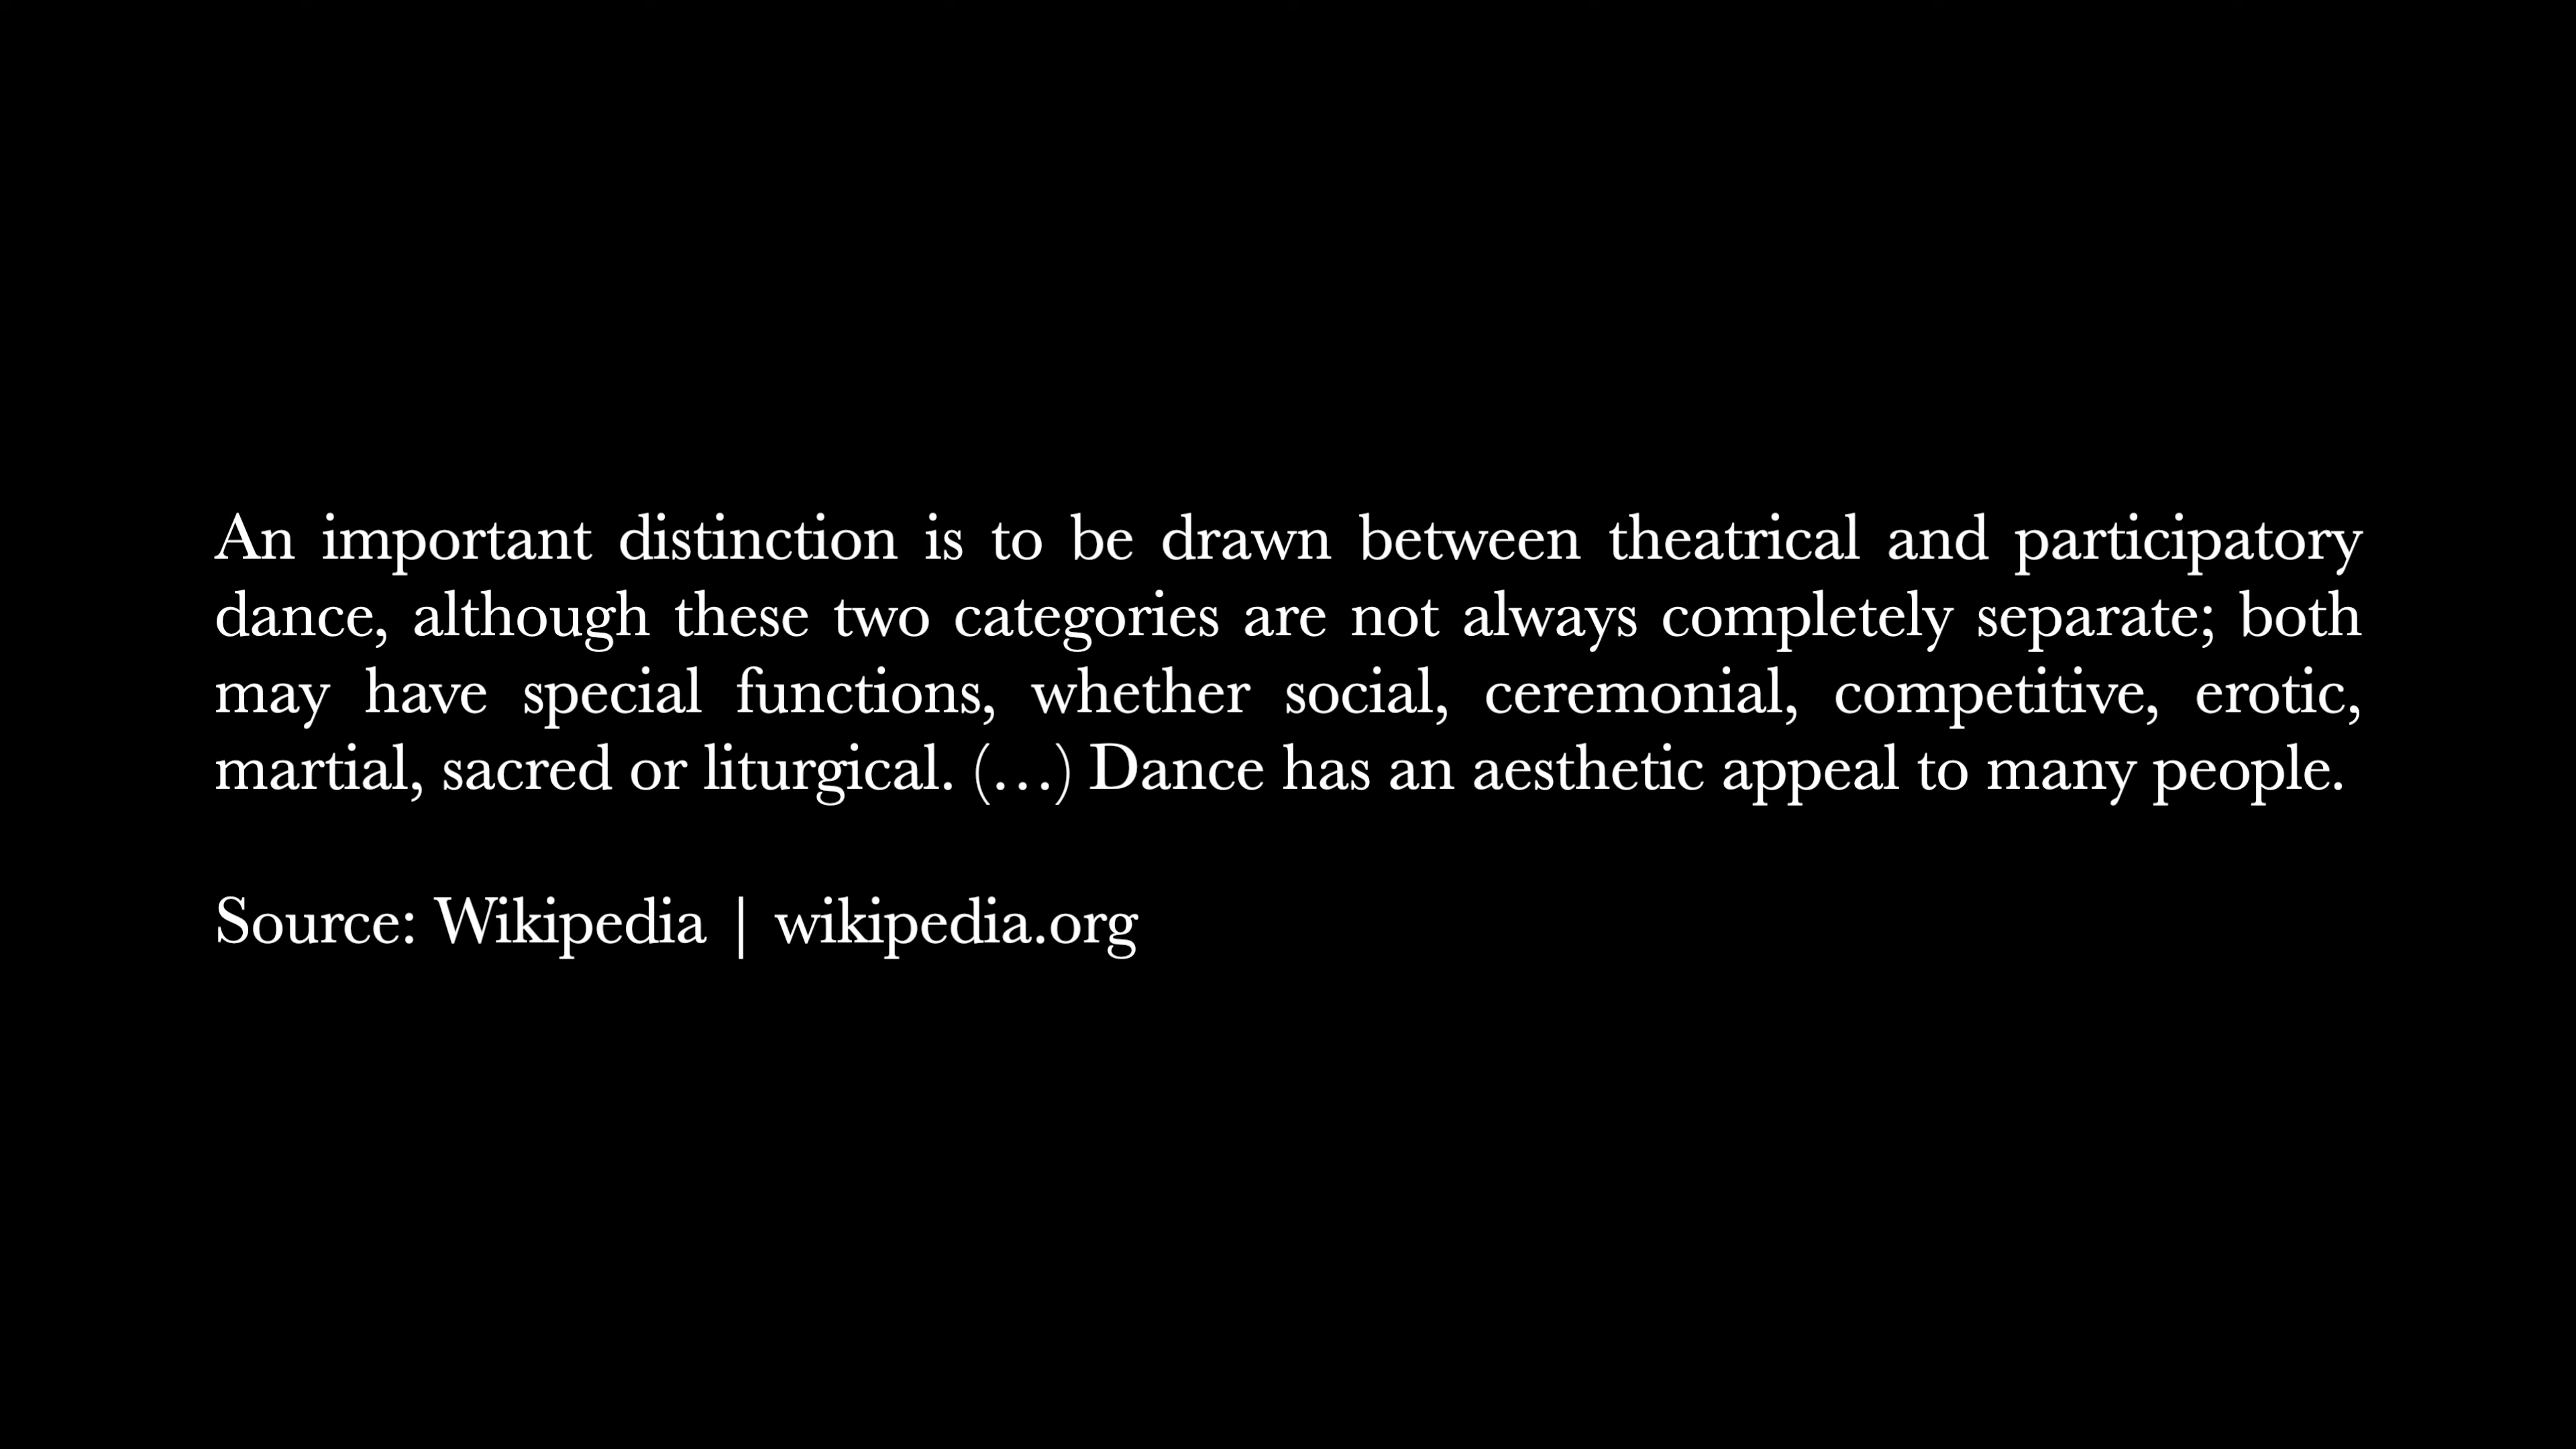 An important distinction is to be drawn between theatrical and participatory
dance, although these two categories are not always completely separate; both
may have special functions, whether social, ceremonial, competitive, erotic,
martial, sacred or liturgical. (…) Dance has an aesthetic appeal to many people.
Source: Wikipedia | wikipedia.org